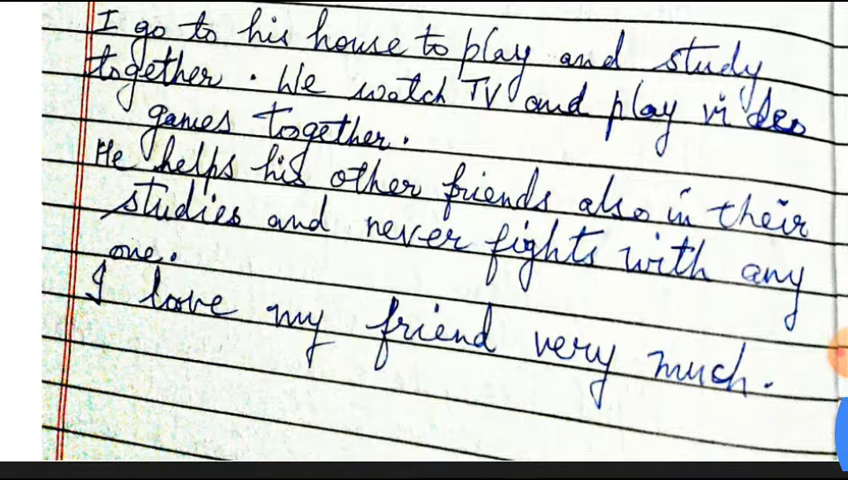 I go to his house to play and study
together. We watch TV and play video
games together.
He helps his other friends also in their
studies and never fights with any
one.
I love my friend very much.